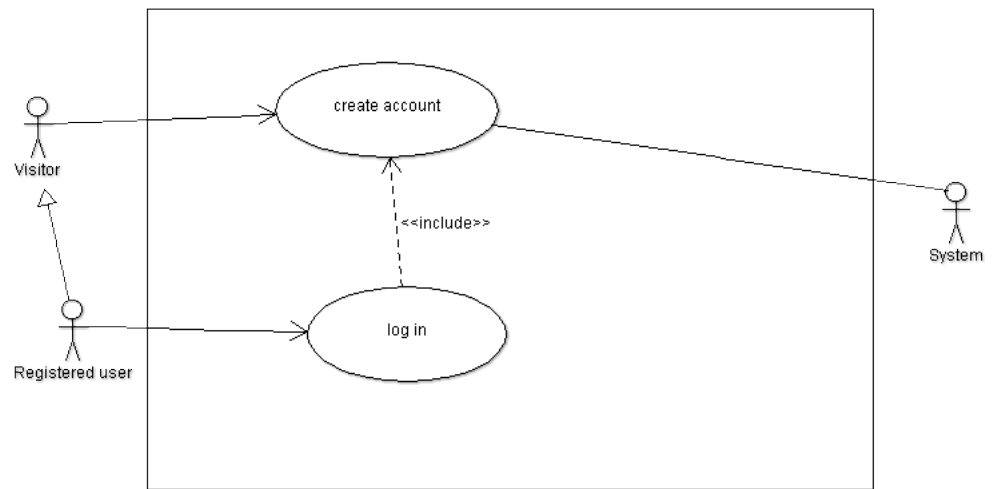 create account
Visitor
<<include>>
System
log in
Registered user